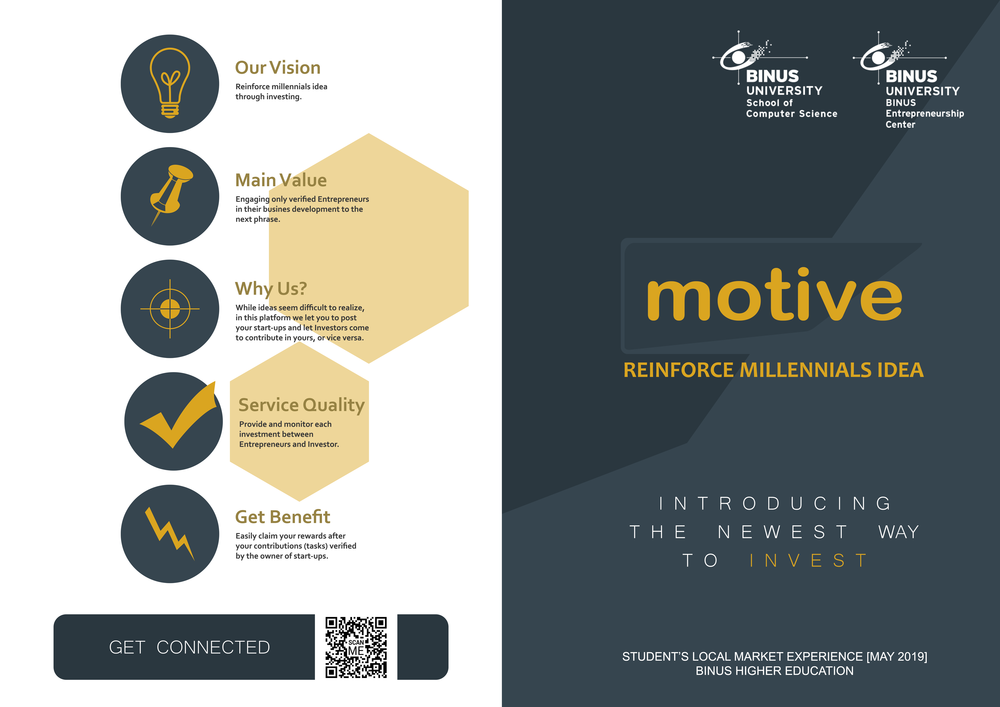 Our Vision
Reinforce millennials idea
through investing.
Main Value
Engaging only verified Entrepreneurs
in their busines development to the
next phrase.
Why Us?
While ideas seem difficult to realize,
in this platform we let you to post
your start-ups and let Investors come
to contribute in yours, or vice versa.
Service Quality
Provide and monitor each
investment between
Entrepreneurs and Investor.
Get Benefit
Easily claim your rewards after
your contributions (tasks) verified
by the owner of start-ups.
GET CONNECTED
SCAN
ME
BINUS
UNIVERSITY
School of
Computer Science
BINUS
UNIVERSITY
BINUS
Entrepreneurship
Center
motive
REINFORCE MILLENNIALS IDEA
INTRODUCING
THE NEWEST WAY
TO INVEST
STUDENT’S LOCAL MARKET EXPERIENCE [MAY 2019]
BINUS HIGHER EDUCATION